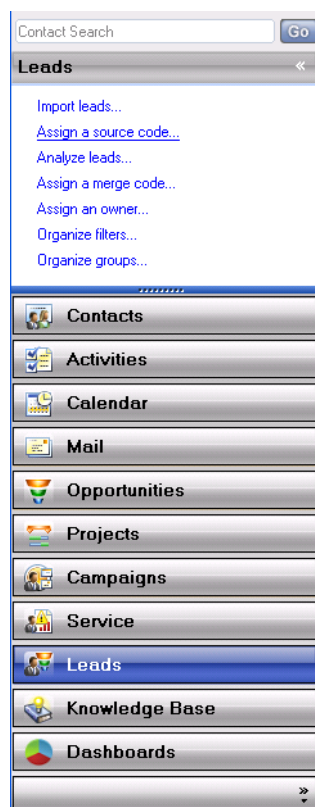 Contact Search Go
Leads «
Import leads...
Assign a source code...
Analyze leads...
Assign a merge code...
Assign an owner...
Organize filters...
Organize groups...
Contacts
Activities
Calendar
Mail
Opportunities
Projects
Campaigns
Service
Leads
Knowledge Base
Dashboards
»